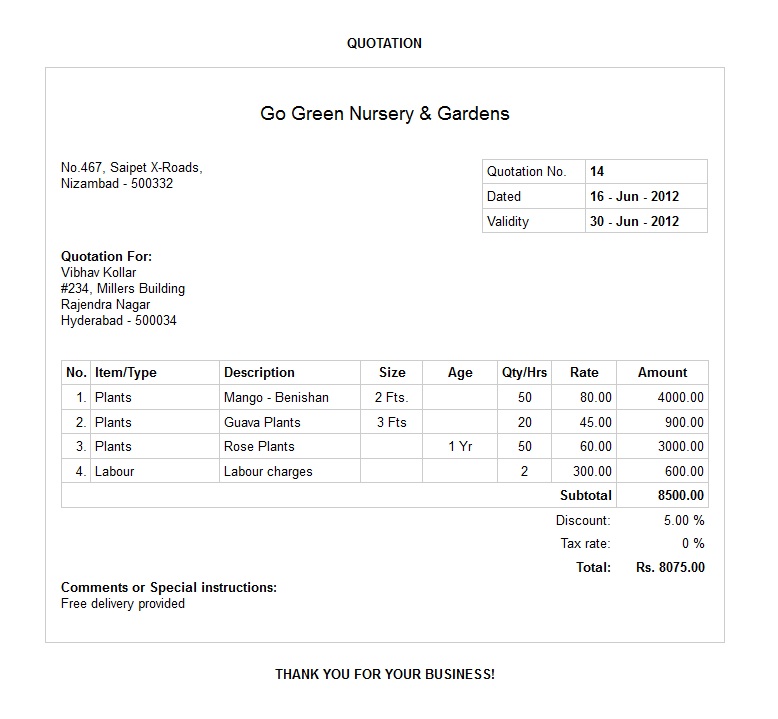 QUOTATION
Go Green Nursery & Gardens
No.467, Saipet X-Roads,
Nizambad - 500332
Quotation No. 14
Dated 16 - Jun - 2012
Validity 30 - Jun - 2012
Quotation For:
Vibhav Kollar
#234, Millers Building
Rajendra Nagar
Hyderabad - 500034
No. Item/Type Description Size Age Qty/Hrs Rate Amount
1. Plants Mango - Benishan 2 Fts. 50 80.00 4000.00
2. Plants Guava Plants 3 Fts 20 45.00 900.00
3. Plants Rose Plants 1 Yr 50 60.00 3000.00
4. Labour Labour charges 2 300.00 600.00
Subtotal 8500.00
Discount: 5.00 %
Tax rate: 0 %
Total: Rs. 8075.00
Comments or Special instructions:
Free delivery provided
THANK YOU FOR YOUR BUSINESS!